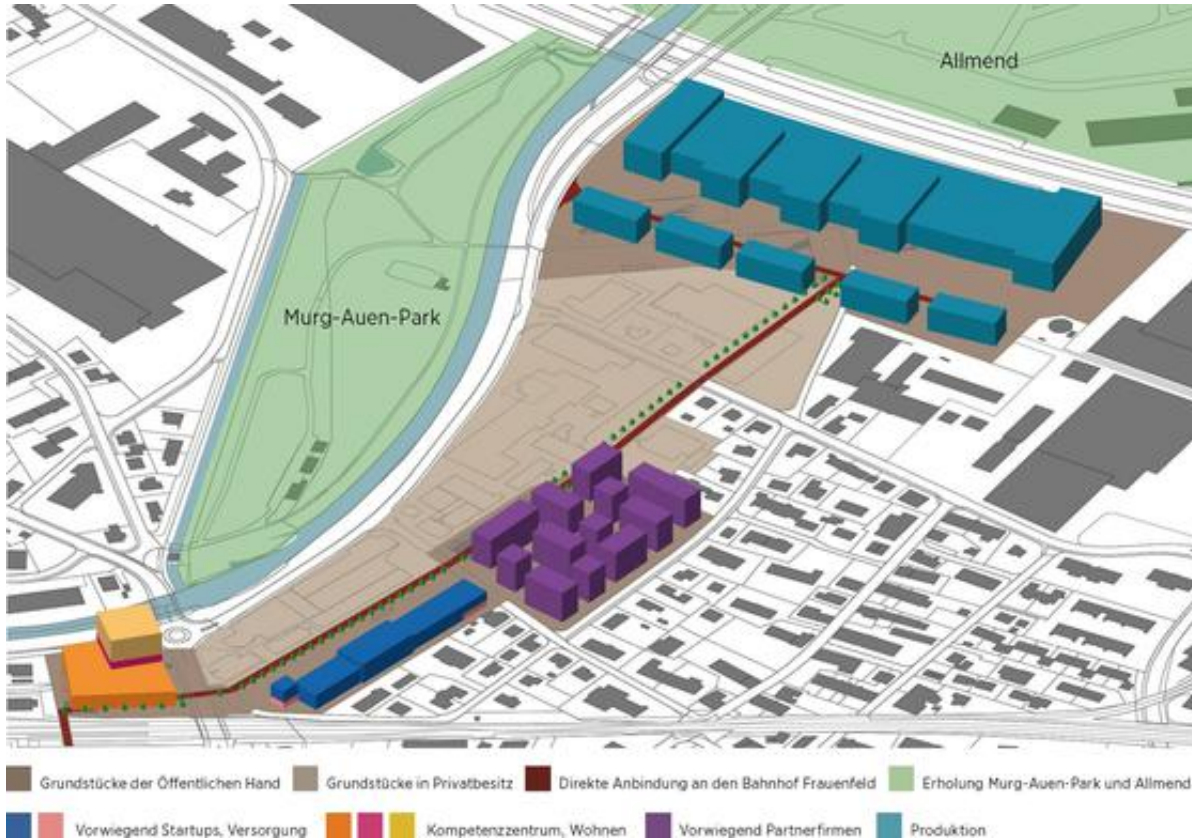 Allmend
Murg-Auen-Park
Grundstücke der Öffentlichen Hand Grundstücke in Privatbesitz Direkte Anbindung an den Bahnhof Frauenfeld Erholung Murg-Auen-Park und Allmend
Vorwiegend Startups, Versorgung Kompetenzzentrum, Wohnen Vorwiegend Partnerfirmen Produktion